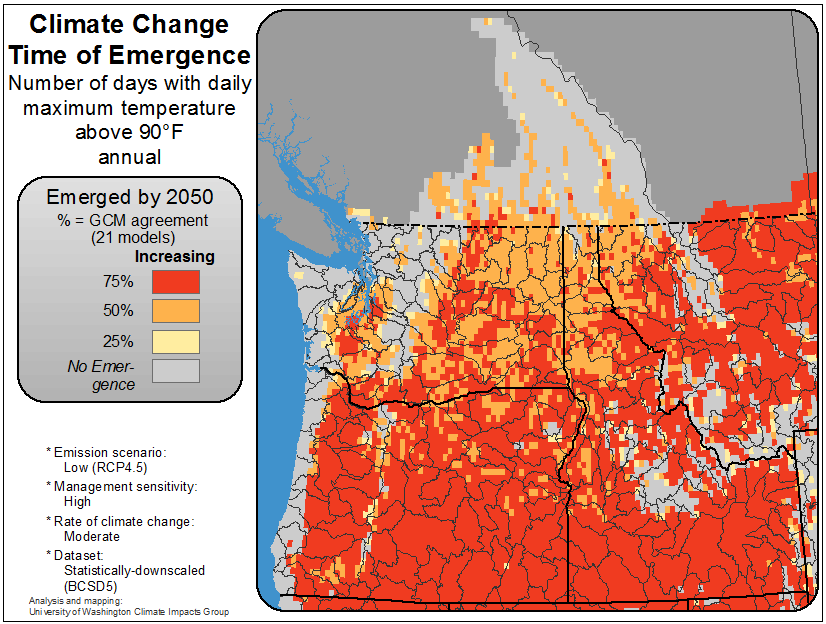 Climate Change
Time of Emergence
Number of days with daily
maximum temperature
above 90°F
annual
Emerged by 2050
% = GCM agreement
(21 models)
Increasing
75%
50%
25%
No Emer-
gence
* Emission scenario:
Low (RCP4.5)
* Management sensitivity:
High
* Rate of climate change:
Moderate
* Dataset:
Statistically-downscaled
(BCSD5)
Analysis and mapping:
University of Washington Climate Impacts Group